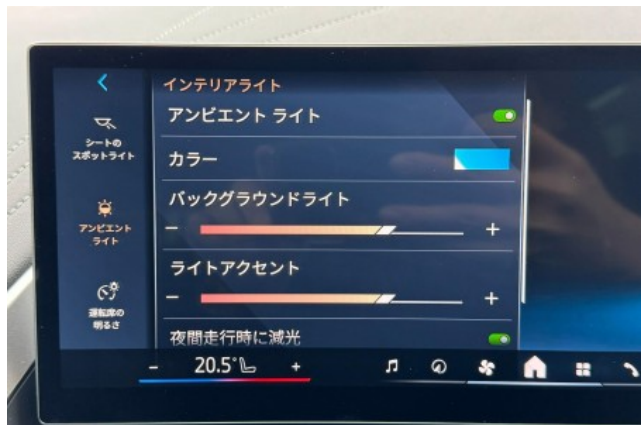 インテリアライト
アンビエント ライト
シートの
スポットライト
カラー
バックグラウンドライト
- +
アンビエント
ライト
ライトアクセント
- +
運転席の
明るさ
夜間走行時に減光
- 20.5° +